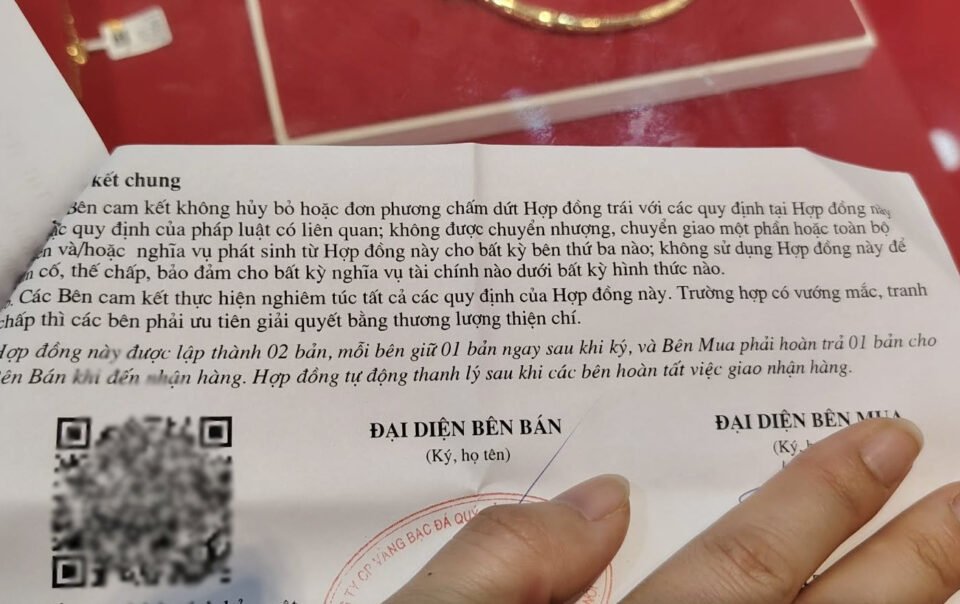 kết chung
Bên cam kết không hủy bỏ hoặc đơn phương chấm dứt Hợp đồng trái với các quy định tại Hợp đồng này
quy định của pháp luật có liên quan; không được chuyển nhượng, chuyển giao một phần hoặc toàn bộ
và/hoặc nghĩa vụ phát sinh từ Hợp đồng này cho bất kỳ bên thứ ba nào; không sử dụng Hợp đồng này để
cố, thế chấp, bảo đảm cho bất kỳ nghĩa vụ tài chính nào dưới bất kỳ hình thức nào.
Các Bên cam kết thực hiện nghiêm túc tất cả các quy định của Hợp đồng này. Trường hợp có vướng mắc, tranh
chấp thì các bên phải ưu tiên giải quyết bằng thương lượng thiện chí.
Hợp đồng này được lập thành 02 bản, mỗi bên giữ 01 bản ngay sau khi ký, và Bên Mua phải hoàn trả 01 bản cho
Bên Bán khi đến nhận hàng. Hợp đồng tự động thanh lý sau khi các bên hoàn tất việc giao nhận hàng.
ĐẠI DIỆN BÊN BÁN
(Ký, họ tên)
ĐẠI DIỆN BÊN MUA
(Ký,
TY CP VÀNG BẠC ĐÁ QUÝ